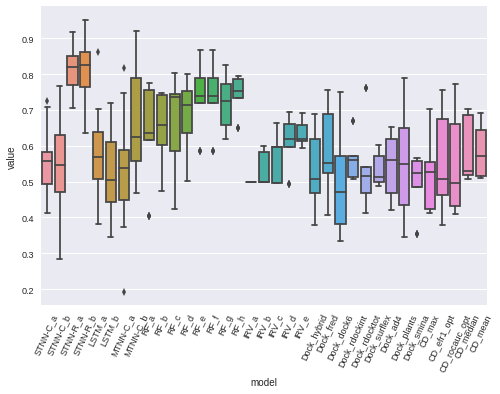 0.9
0.8
0.7
0.6
0.5
0.4
0.3
0.2
value
STNN-C_a
STNN-C_b
STNN-R_a
STNN-R_b
LSTM_a
LSTM_b
MTNN-C_a
MTNN-C_b
RF_a
RF_b
RF_c
RF_d
RF_e
RF_f
RF_g
RF_h
IRV_a
IRV_b
IRV_c
IRV_d
IRV_e
Dock_hybrid
Dock_fred
Dock_dock6
Dock_rdockint
Dock_rdocktot
Dock_surflex
Dock_ad4
Dock_plants
Dock_smina
CD_max
CD_efr1_opt
CD_rocauc_opt
CD_median
CD_mean
model